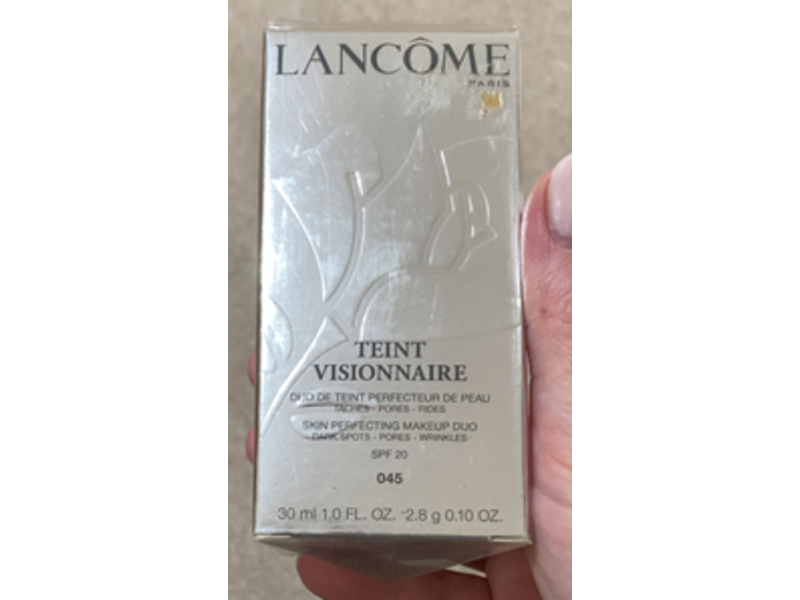 LANCÔME
PARIS
TEINT
VISIONNAIRE
DUO DE TEINT PERFECTEUR DE PEAU
TACHES - PORES - RIDES
SKIN PERFECTING MAKEUP DUO
DARK SPOTS - PORES - WRINKLES
SPF 20
045
30 ml 1.0 FL. OZ. - 2.8 g 0.10 OZ.